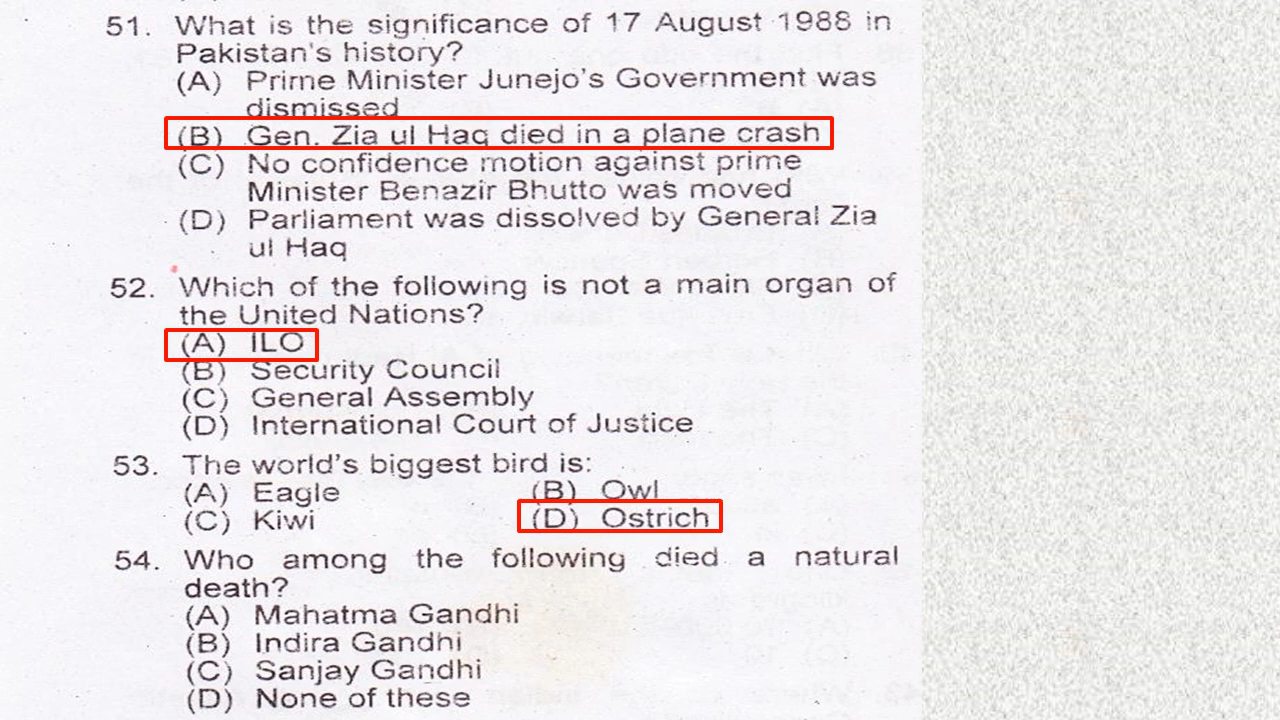 51. What is the significance of 17 August 1988 in
Pakistan's history?
(A) Prime Minister Junejo's Government was
dismissed
(B) Gen. Zia ul Haq died in a plane crash
(C) No confidence motion against prime
Minister Benazir Bhutto was moved
(D) Parliament was dissolved by General Zia
ul Haq
52. Which of the following is not a main organ of
the United Nations?
(A) ILO
(B) Security Council
(C) General Assembly
(D) International Court of Justice
53. The world's biggest bird is:
(A) Eagle (B) Owl
(C) Kiwi (D) Ostrich
54. Who among the following died a natural
death?
(A) Mahatma Gandhi
(B) Indira Gandhi
(C) Sanjay Gandhi
(D) None of these